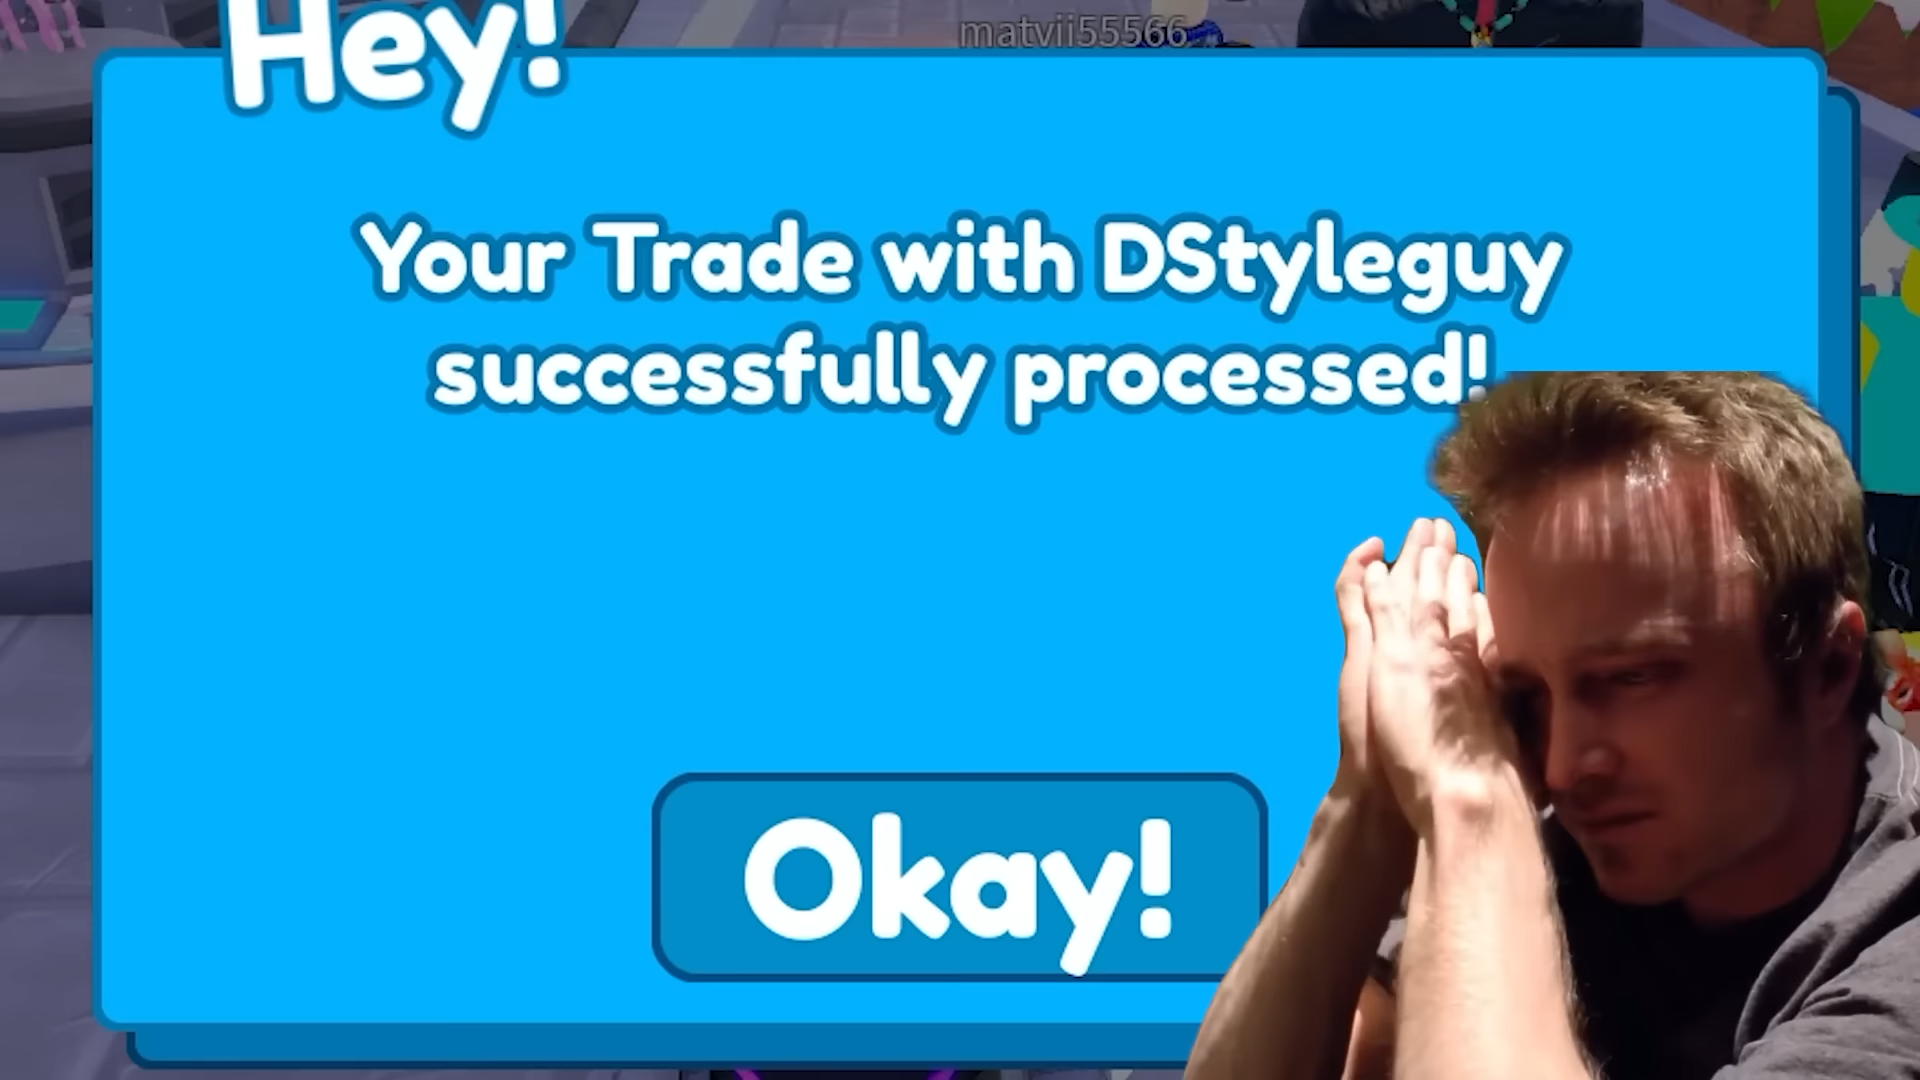 matvii55566
Hey!
Your Trade with DStyleguy
successfully processed!
Okay!